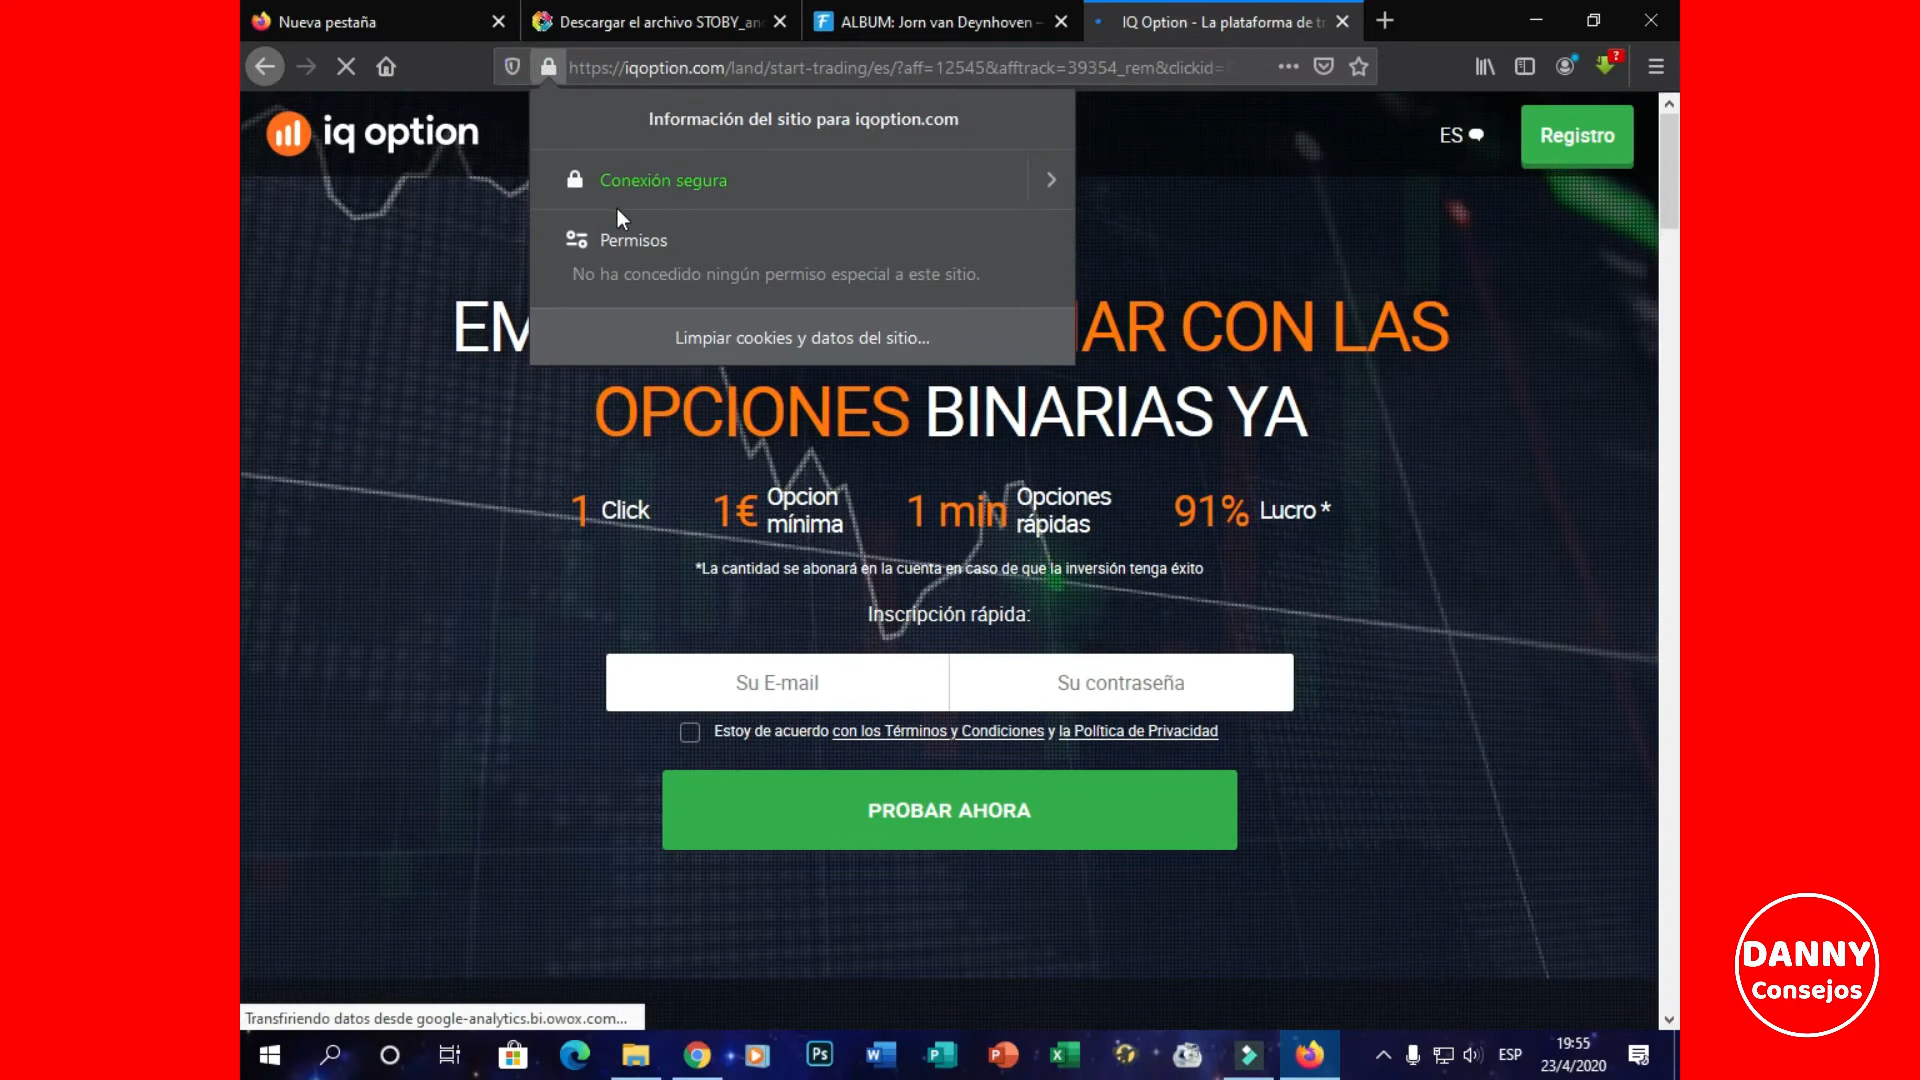 Nueva pestaña
Descargar el archivo STOBY_an
ALBUM: Jorn van Deynhoven -
IQ Option - La plataforma de tr
https://iqoption.com/land/start-trading/es/?aff=12545&afftrack=39354_rem&clickid=
Información del sitio para iqoption.com
Conexión segura
Permisos
No ha concedido ningún permiso especial a este sitio.
Limpiar cookies y datos del sitio...
iq option
ES
Registro
EM
AR CON LAS
OPCIONES BINARIAS YA
1 Click
1€ Opcion mínima
1 min Opciones rápidas
91% Lucro *
*La cantidad se abonará en la cuenta en caso de que la inversión tenga éxito
Inscripción rápida:
Su E-mail
Su contraseña
Estoy de acuerdo con los Términos y Condiciones y la Política de Privacidad
PROBAR AHORA
Transfiriendo datos desde google-analytics.bi.owox.com...
ESP
19:55
23/4/2020
DANNY
Consejos